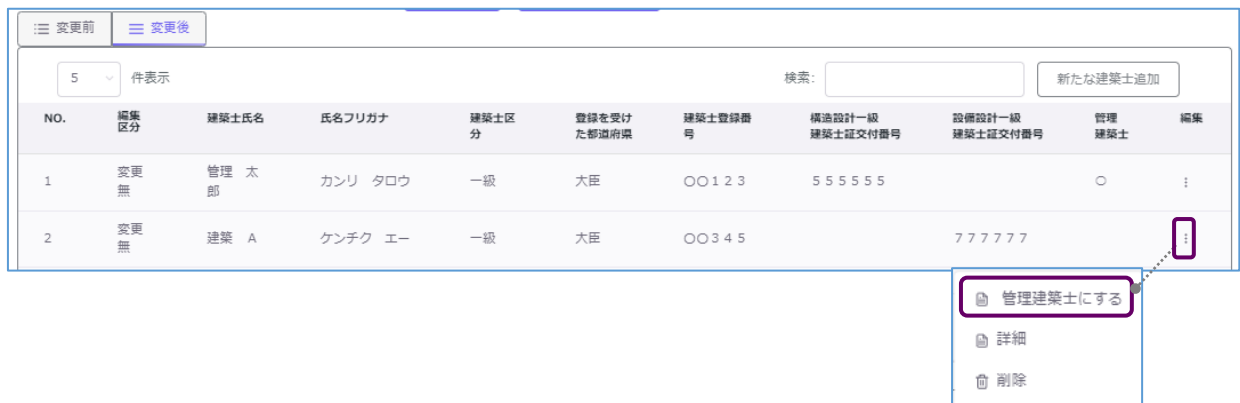 変更前 変更後
5 件表示 検索: 新たな建築士追加
NO. 編集区分 建築士氏名 氏名フリガナ 建築士区分 登録を受けた都道府県 建築士登録番号 構造設計一級建築士証交付番号 設備設計一級建築士証交付番号 管理建築士 編集
1 変更無 管理 太郎 カンリ タロウ 一級 大臣 〇〇123 555555 ○
2 変更無 建築 A ケンチク エー 一級 大臣 〇〇345 777777
管理建築士にする
詳細
削除